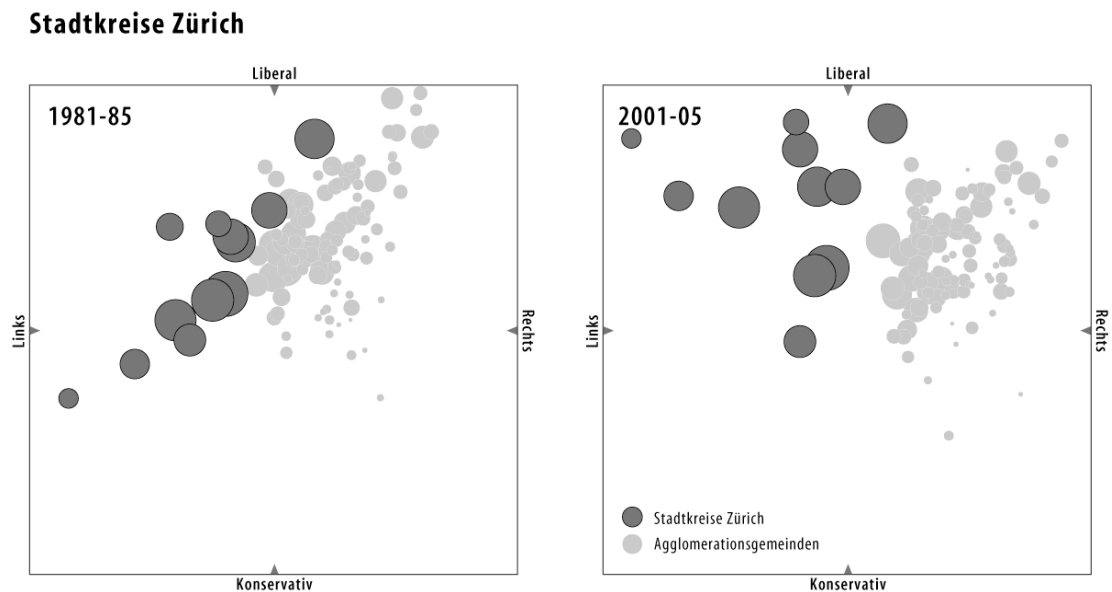 Stadtkreise Zürich
Liberal
1981-85
Links
Rechts
Konservativ
Liberal
2001-05
Links
Rechts
Stadtkreise Zürich
Agglomerationsgemeinden
Konservativ